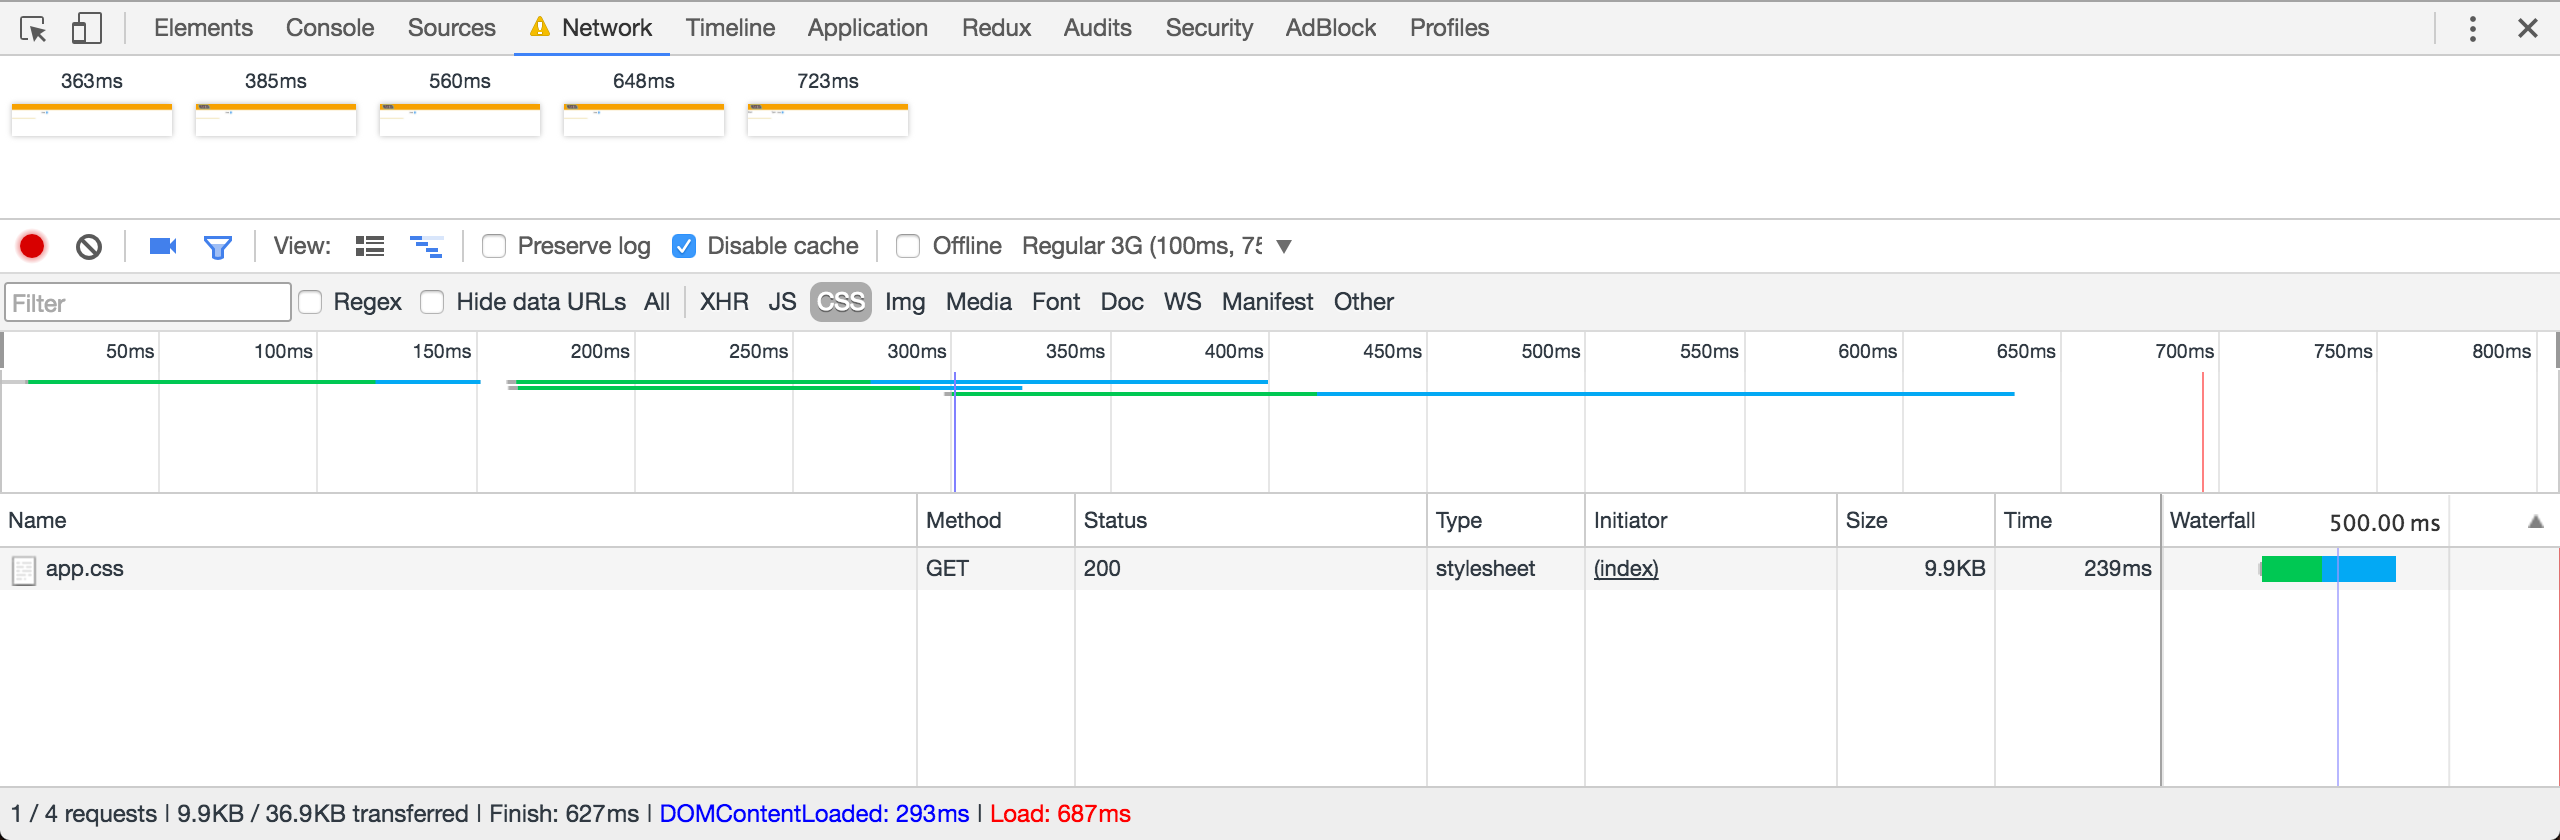 Elements Console Sources Network Timeline Application Redux Audits Security AdBlock Profiles
363ms 385ms 560ms 648ms 723ms
View: Preserve log Disable cache Offline Regular 3G (100ms, 75
Filter Regex Hide data URLs All XHR JS CSS Img Media Font Doc WS Manifest Other
50ms 100ms 150ms 200ms 250ms 300ms 350ms 400ms 450ms 500ms 550ms 600ms 650ms 700ms 750ms 800ms
Name Method Status Type Initiator Size Time Waterfall 500.00 ms
app.css GET 200 stylesheet (index) 9.9KB 239ms
1 / 4 requests | 9.9KB / 36.9KB transferred | Finish: 627ms | DOMContentLoaded: 293ms | Load: 687ms